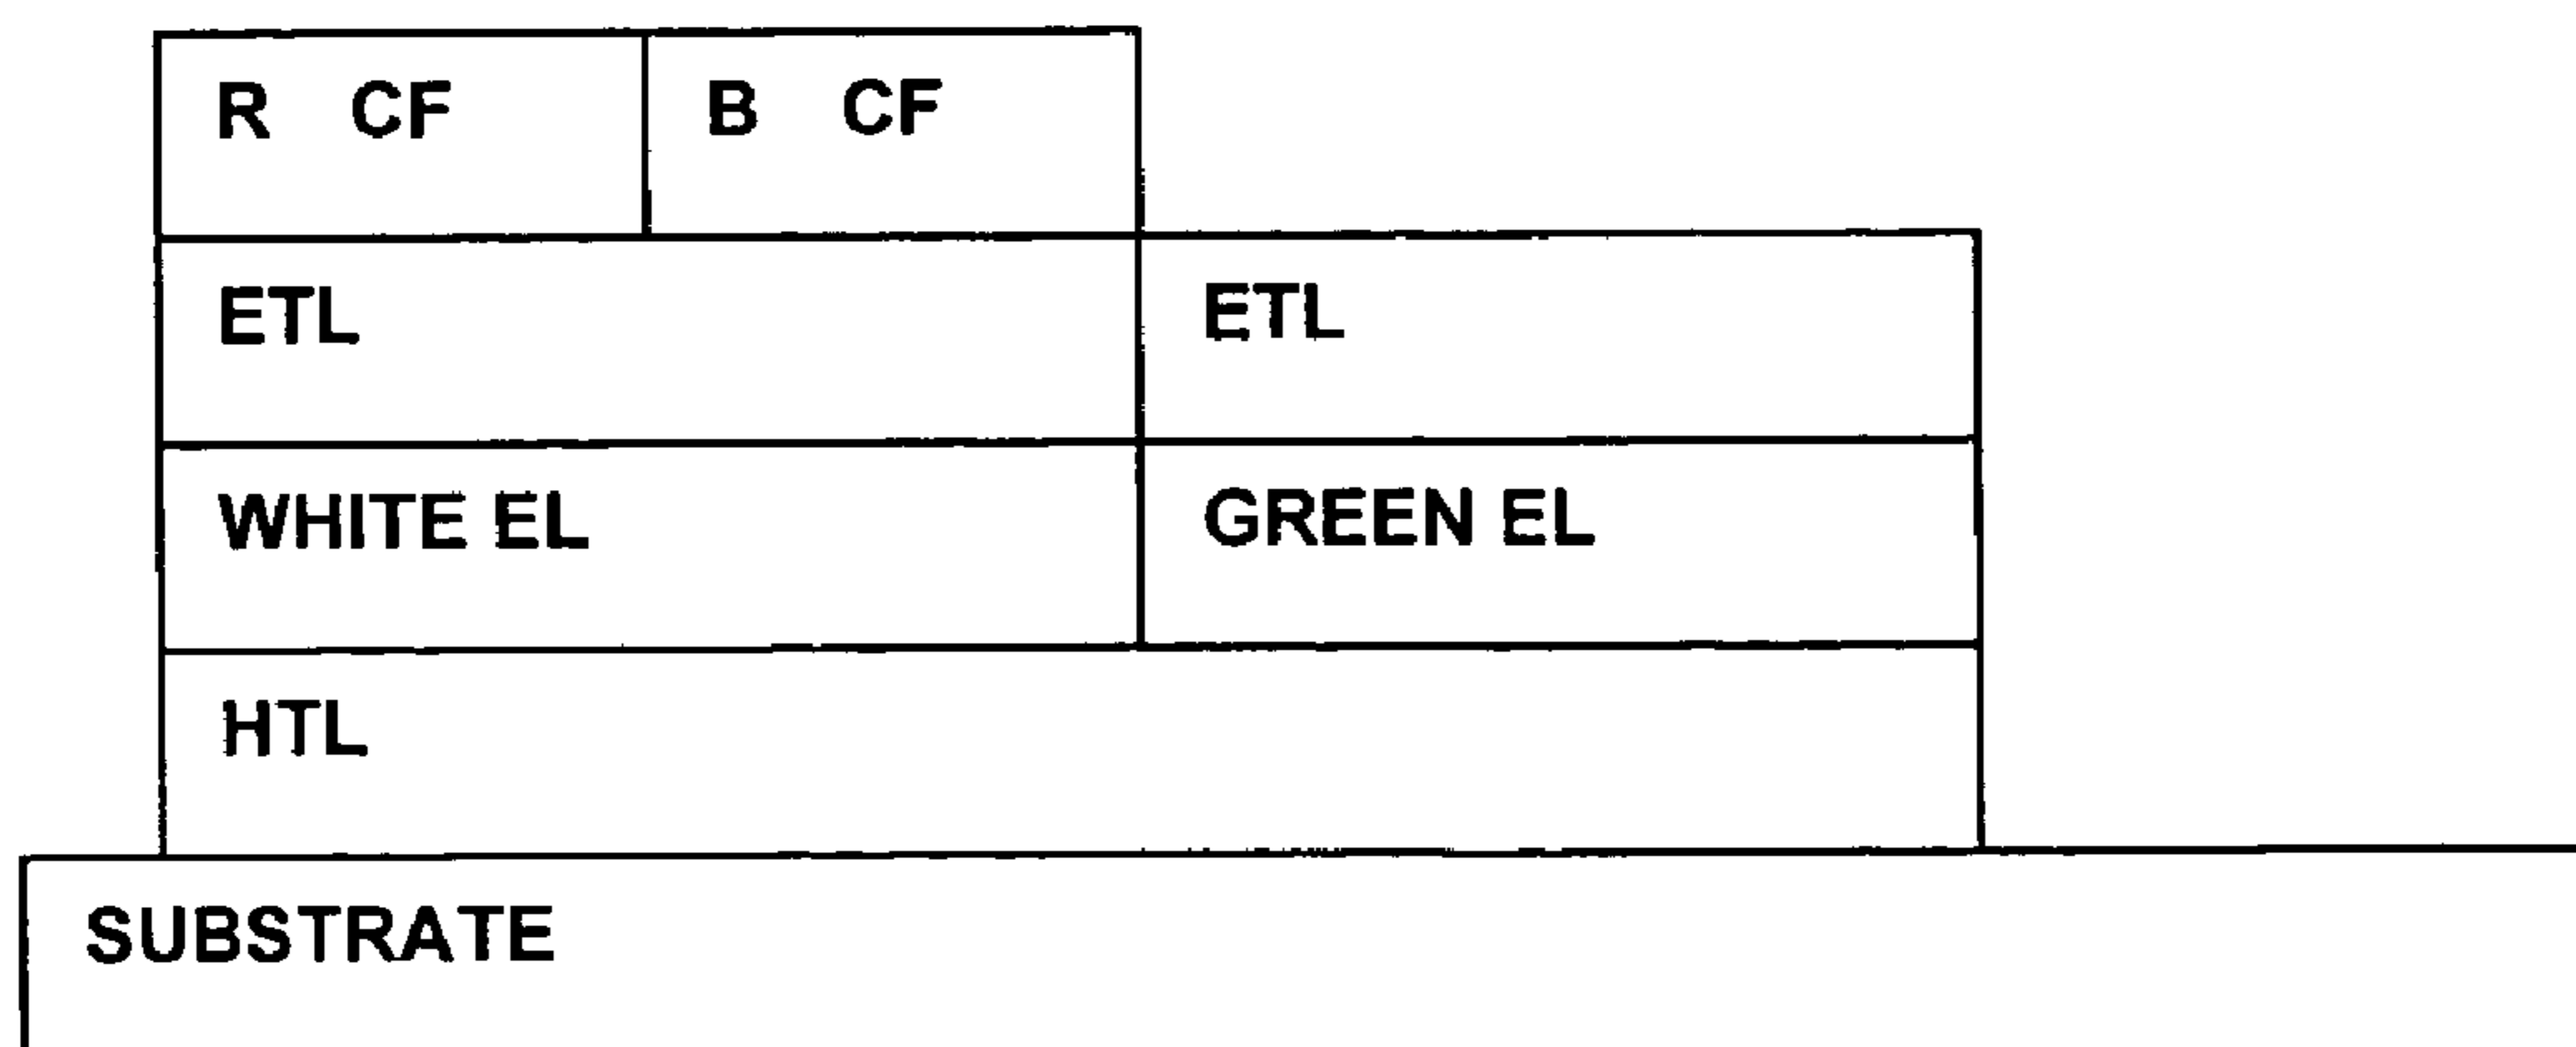 R CF B CF
ETL ETL
WHITE EL GREEN EL
HTL
SUBSTRATE